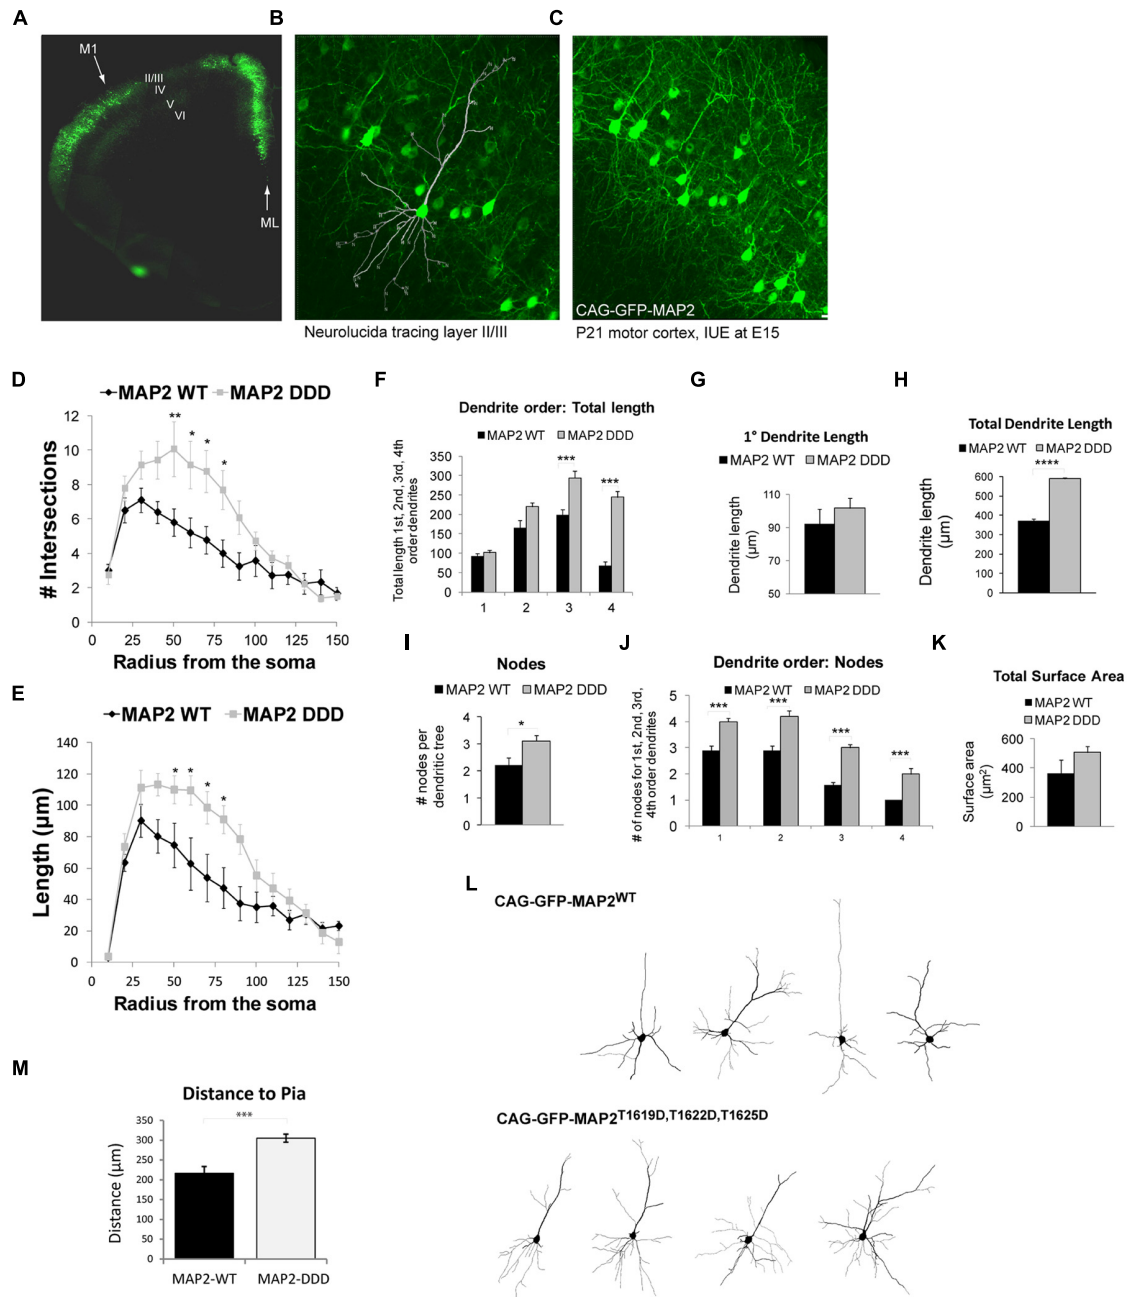 A
B
C
M1
II/III
IV
V
VI
ML
CAG-GFP-MAP2
Neurolucida tracing layer II/III
P21 motor cortex, IUE at E15
D
MAP2 WT
MAP2 DDD
12
10
8
6
4
2
0
**
*
*
*
# Intersections
0 25 50 75 100 125 150
Radius from the soma
E
MAP2 WT
MAP2 DDD
140
120
100
80
60
40
20
0
* * * *
Length (µm)
0 25 50 75 100 125 150
Radius from the soma
F
Dendrite order: Total length
MAP2 WT
MAP2 DDD
350
300
250
200
150
100
50
0
***
***
Total length 1st, 2nd, 3rd, 4th
order dendrites
1 2 3 4
G
1° Dendrite Length
MAP2 WT
MAP2 DDD
110
90
70
50
Dendrite length
(µm)
H
Total Dendrite Length
MAP2 WT
MAP2 DDD
****
600
500
400
300
200
100
0
Dendrite length
(µm)
I
Nodes
MAP2 WT
MAP2 DDD
4
3
2
1
0
*
# nodes per
dendritic tree
J
Dendrite order: Nodes
MAP2 WT
MAP2 DDD
5
4
3
2
1
0
***
***
***
***
# of nodes for 1st, 2nd, 3rd,
4th order dendrites
1 2 3 4
K
Total Surface Area
MAP2 WT
MAP2 DDD
600
400
200
0
Surface area
(µm²)
L
CAG-GFP-MAP2WT
CAG-GFP-MAP2T1619D,T1622D,T1625D
M
Distance to Pia
***
350
300
250
200
150
100
50
0
Distance (µm)
MAP2-WT
MAP2-DDD